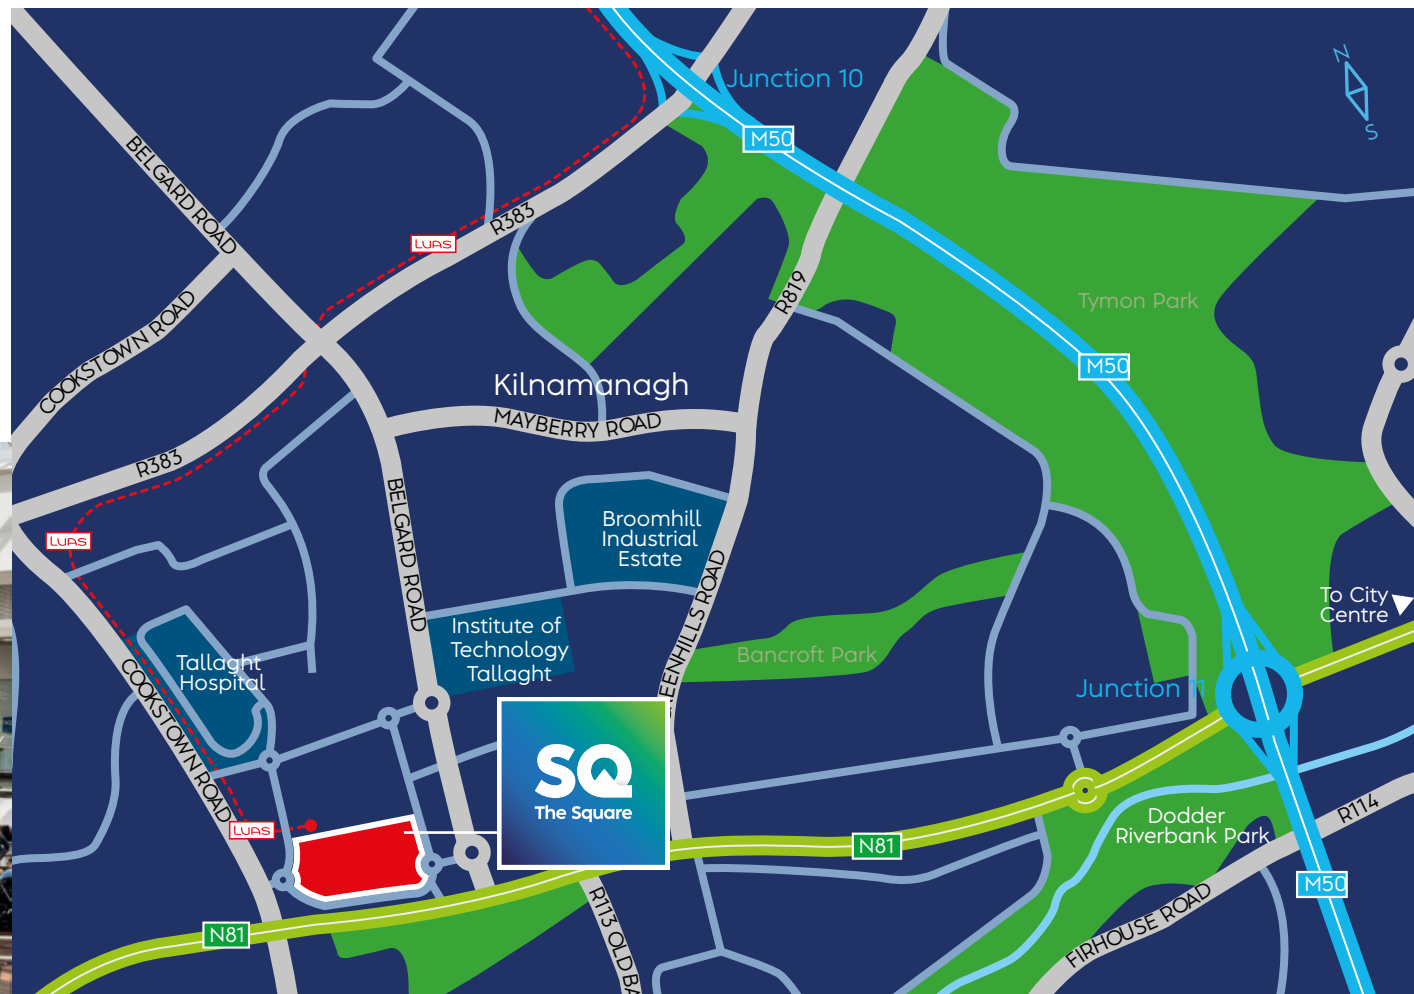 N
S
Junction 10
M50
BELGARD ROAD
R383
LUAS
COOKSTOWN ROAD
R819
Tymon Park
M50
Kilnamanagh
MAYBERRY ROAD
R383
BELGARD ROAD
LUAS
Broomhill
Industrial
Estate
GREENHILLS ROAD
To City
Centre
Institute of
Technology
Tallaght
Bancroft Park
Tallaght
Hospital
COOKSTOWN ROAD
Junction 11
SQ
The Square
LUAS
Dodder
Riverbank Park
R114
N81
M50
FIRHOUSE ROAD
R113 OLD BA
N81